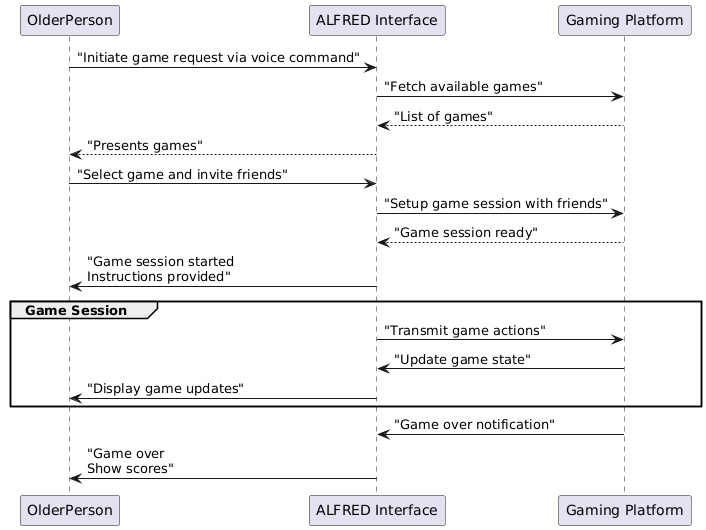 OlderPerson
ALFRED Interface
Gaming Platform
"Initiate game request via voice command"
"Fetch available games"
"List of games"
"Presents games"
"Select game and invite friends"
"Setup game session with friends"
"Game session ready"
"Game session started
Instructions provided"
Game Session
"Transmit game actions"
"Update game state"
"Display game updates"
"Game over notification"
"Game over
Show scores"
OlderPerson
ALFRED Interface
Gaming Platform